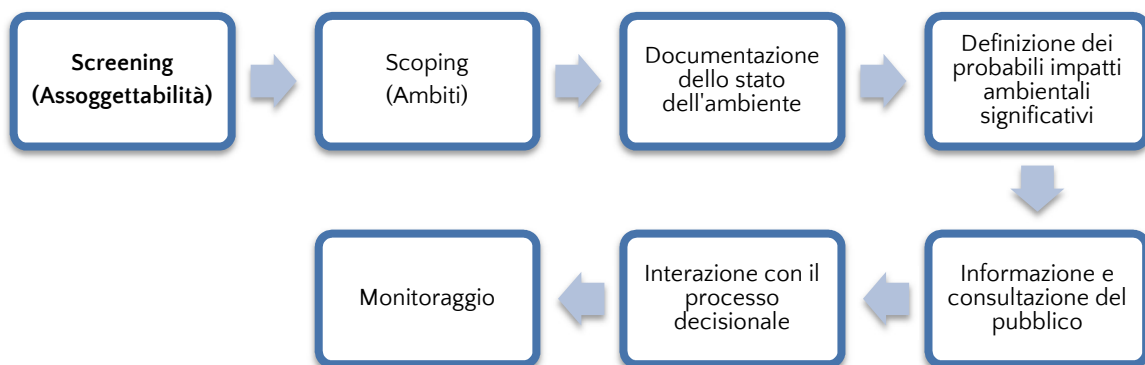 Screening
(Assoggettabilità)
Scoping
(Ambiti)
Documentazione
dello stato
dell'ambiente
Definizione dei
probabili impatti
ambientali
significativi
Informazione e
consultazione del
pubblico
Interazione con il
processo
decisionale
Monitoraggio